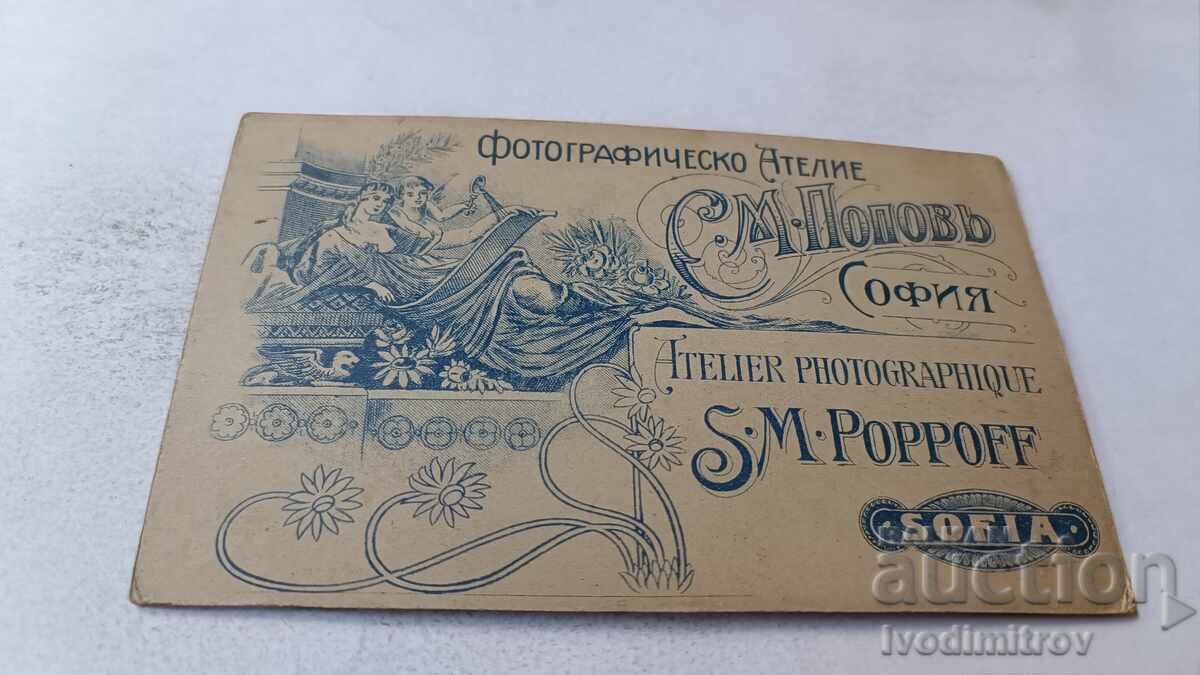 Фотографическо Ателие
С. М. Поповъ
София
Atelier photographique
S. M. Poppoff
SOFIA
auction
Ivodimitrov